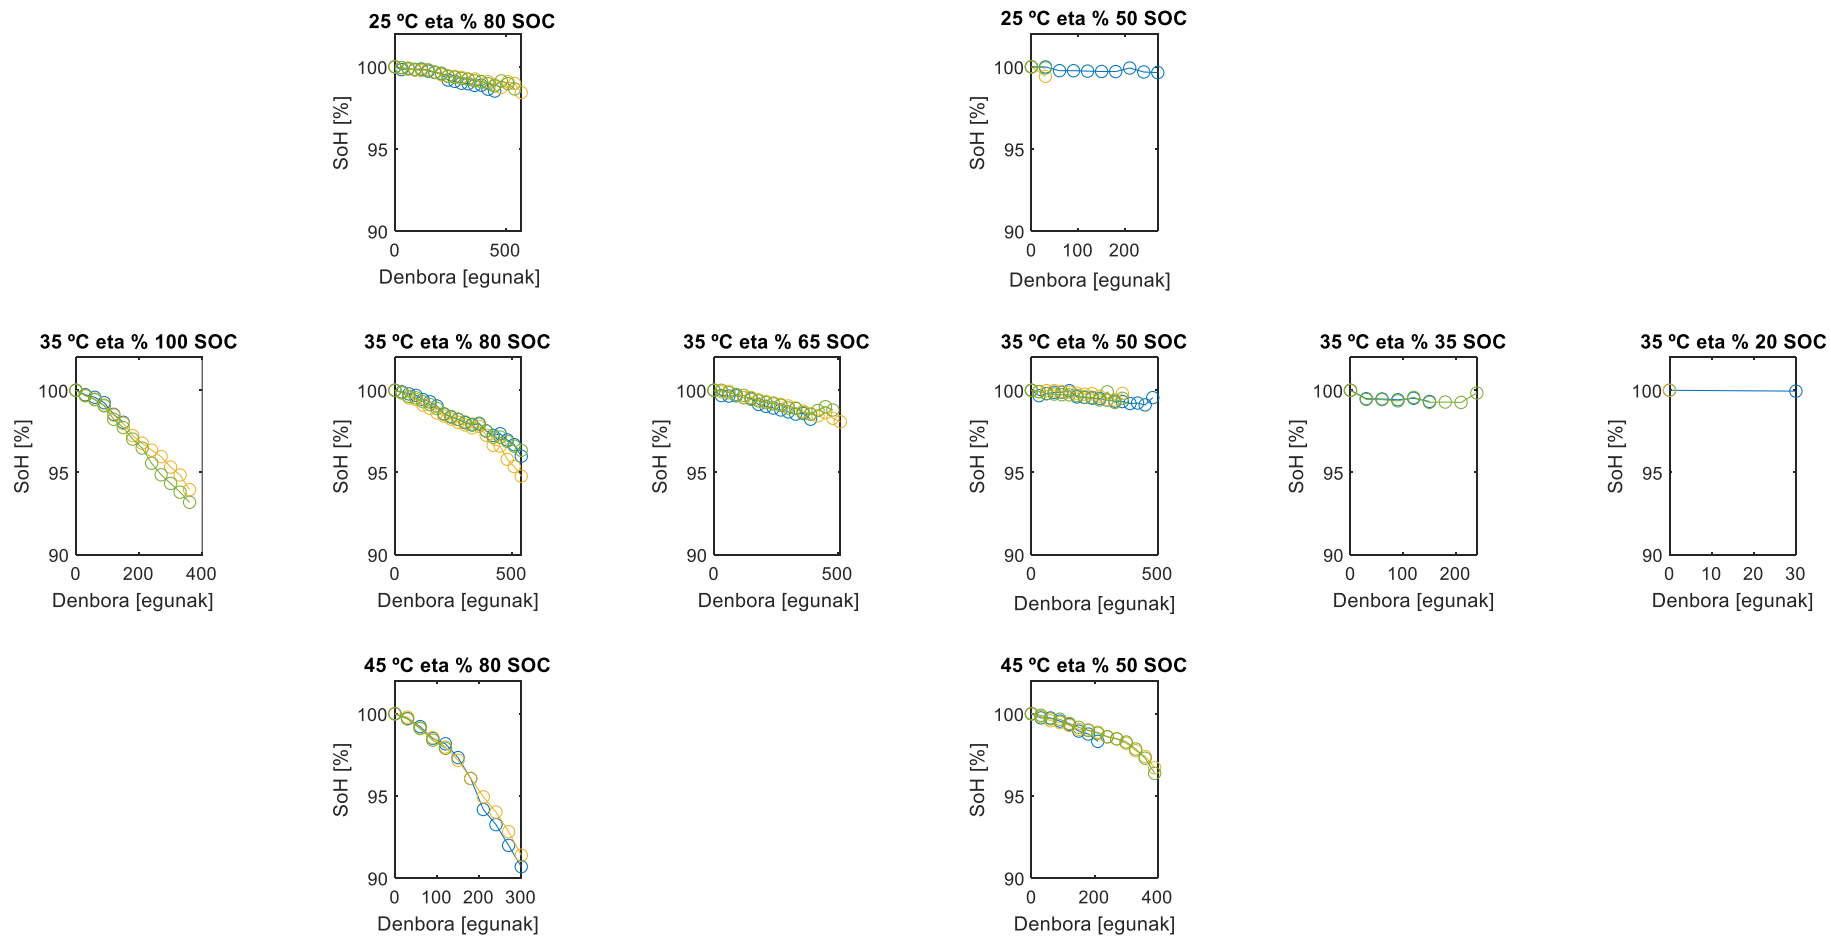 25 ºC eta % 80 SOC
100
95
90
SoH [%]
0 500
Denbora [egunak]
25 ºC eta % 50 SOC
100
95
90
SoH [%]
0 100 200
Denbora [egunak]
35 ºC eta % 100 SOC
100
95
90
SoH [%]
0 200 400
Denbora [egunak]
35 ºC eta % 80 SOC
100
95
90
SoH [%]
0 500
Denbora [egunak]
35 ºC eta % 65 SOC
100
95
90
SoH [%]
0 500
Denbora [egunak]
35 ºC eta % 50 SOC
100
95
90
SoH [%]
0 500
Denbora [egunak]
35 ºC eta % 35 SOC
100
95
90
SoH [%]
0 100 200
Denbora [egunak]
35 ºC eta % 20 SOC
100
95
90
SoH [%]
0 10 20 30
Denbora [egunak]
45 ºC eta % 80 SOC
100
95
90
SoH [%]
0 100 200 300
Denbora [egunak]
45 ºC eta % 50 SOC
100
95
90
SoH [%]
0 200 400
Denbora [egunak]